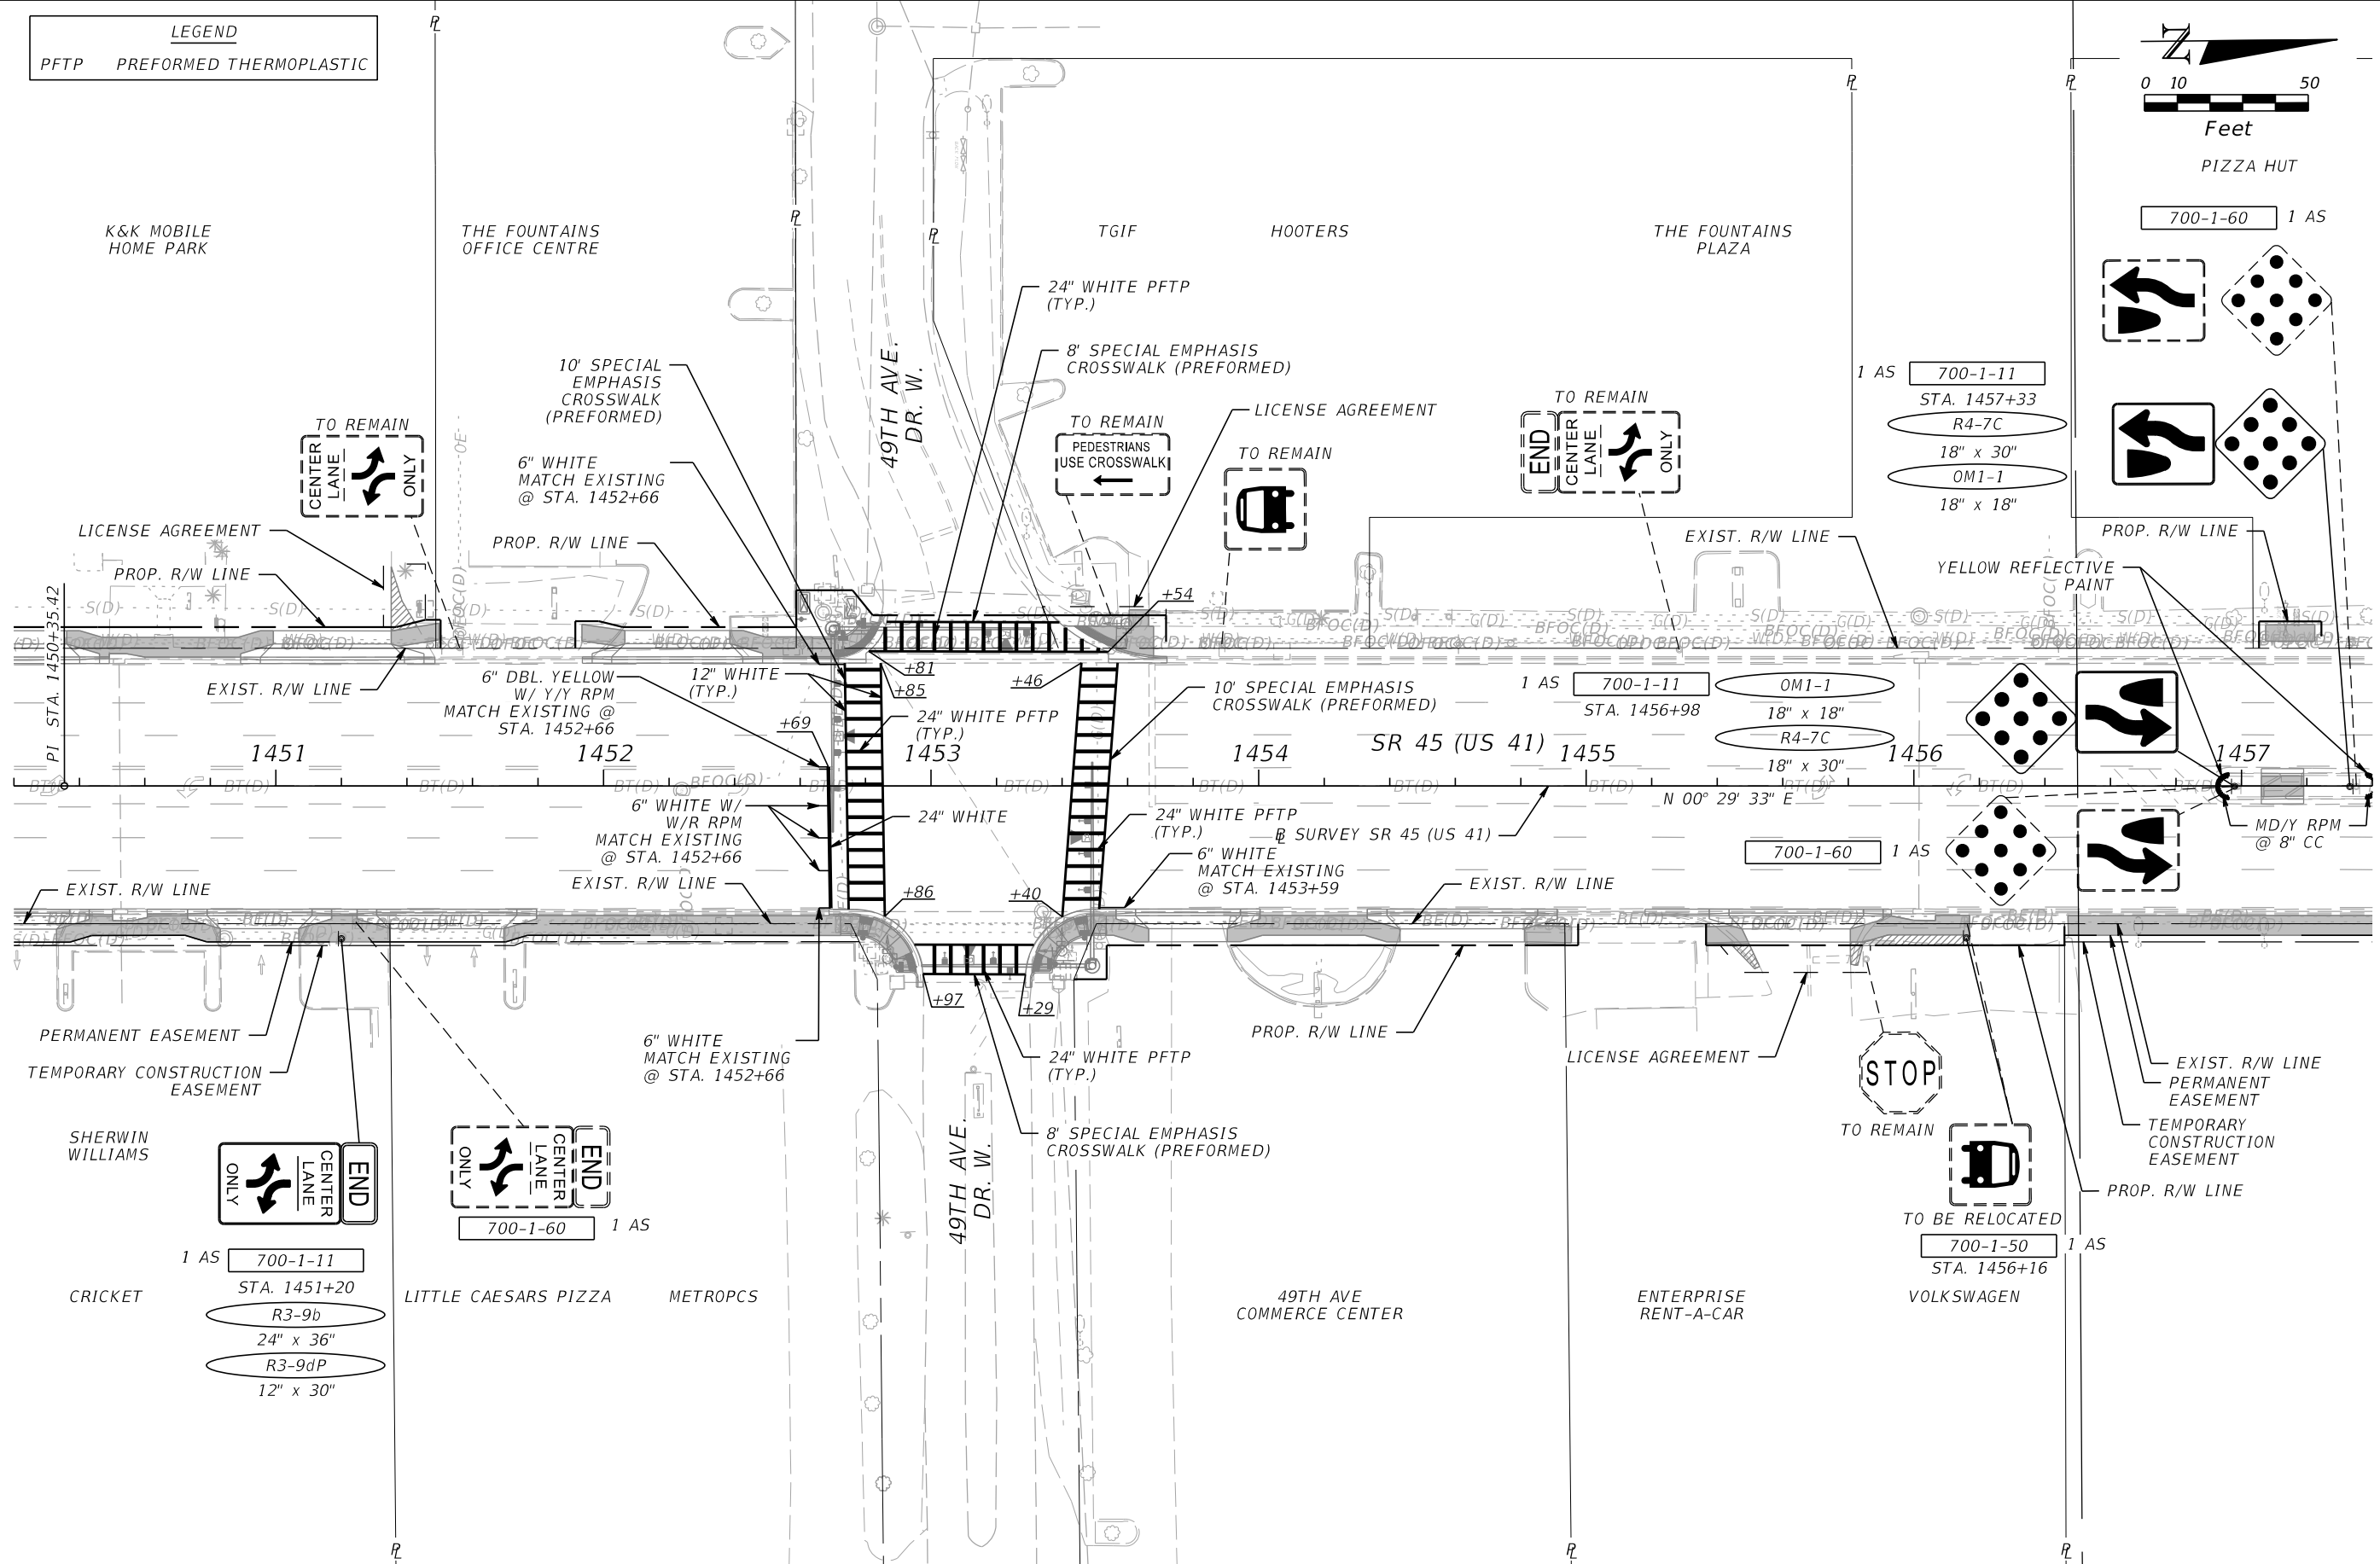 LEGEND
PFTP PREFORMED THERMOPLASTIC
N
0 10 50
Feet
PIZZA HUT
700-1-60 1 AS
K&K MOBILE
HOME PARK
THE FOUNTAINS
OFFICE CENTRE
TGIF
HOOTERS
THE FOUNTAINS
PLAZA
24" WHITE PFTP
(TYP.)
8' SPECIAL EMPHASIS
CROSSWALK (PREFORMED)
10' SPECIAL
EMPHASIS
CROSSWALK
(PREFORMED)
49TH AVE.
DR. W.
1 AS 700-1-11
STA. 1457+33
R4-7C
18" x 30"
OM1-1
18" x 18"
TO REMAIN
CENTER
LANE
ONLY
TO REMAIN
PEDESTRIANS
USE CROSSWALK
LICENSE AGREEMENT
TO REMAIN
TO REMAIN
END
CENTER
LANE
ONLY
6" WHITE
MATCH EXISTING
@ STA. 1452+66
LICENSE AGREEMENT
PROP. R/W LINE
PROP. R/W LINE
EXIST. R/W LINE
PROP. R/W LINE
YELLOW REFLECTIVE
PAINT
PI STA. 1450+35.42
+54
+81
+85
+46
EXIST. R/W LINE
6" DBL. YELLOW
W/ Y/Y RPM
MATCH EXISTING @
STA. 1452+66
12" WHITE
(TYP.)
24" WHITE PFTP
(TYP.)
10' SPECIAL EMPHASIS
CROSSWALK (PREFORMED)
1 AS 700-1-11 OM1-1
STA. 1456+98 18" x 18"
R4-7C
18" x 30"
+69
SR 45 (US 41)
1451 1452 1453 1454 1455 1456 1457
BT(D) BT(D) BT(D) BFOC(D) BT(D) BT(D) BT(D) BT(D) BT(D) BT(D)
N 00° 29' 33" E
6" WHITE W/
W/R RPM
MATCH EXISTING
@ STA. 1452+66
24" WHITE
24" WHITE PFTP
(TYP.)
BL SURVEY SR 45 (US 41)
MD/Y RPM
@ 8" CC
700-1-60 1 AS
6" WHITE
MATCH EXISTING
@ STA. 1453+59
EXIST. R/W LINE
EXIST. R/W LINE
EXIST. R/W LINE
+86
+40
+97
+29
PERMANENT EASEMENT
TEMPORARY CONSTRUCTION
EASEMENT
6" WHITE
MATCH EXISTING
@ STA. 1452+66
24" WHITE PFTP
(TYP.)
PROP. R/W LINE
LICENSE AGREEMENT
STOP
TO REMAIN
EXIST. R/W LINE
PERMANENT
EASEMENT
TEMPORARY
CONSTRUCTION
EASEMENT
PROP. R/W LINE
8' SPECIAL EMPHASIS
CROSSWALK (PREFORMED)
49TH AVE.
DR. W.
SHERWIN
WILLIAMS
END
CENTER
LANE
ONLY
END
CENTER
LANE
ONLY
700-1-60 1 AS
1 AS 700-1-11
STA. 1451+20
R3-9b
24" x 36"
R3-9dP
12" x 30"
TO BE RELOCATED
700-1-50 1 AS
STA. 1456+16
CRICKET
LITTLE CAESARS PIZZA
METROPCS
49TH AVE
COMMERCE CENTER
ENTERPRISE
RENT-A-CAR
VOLKSWAGEN